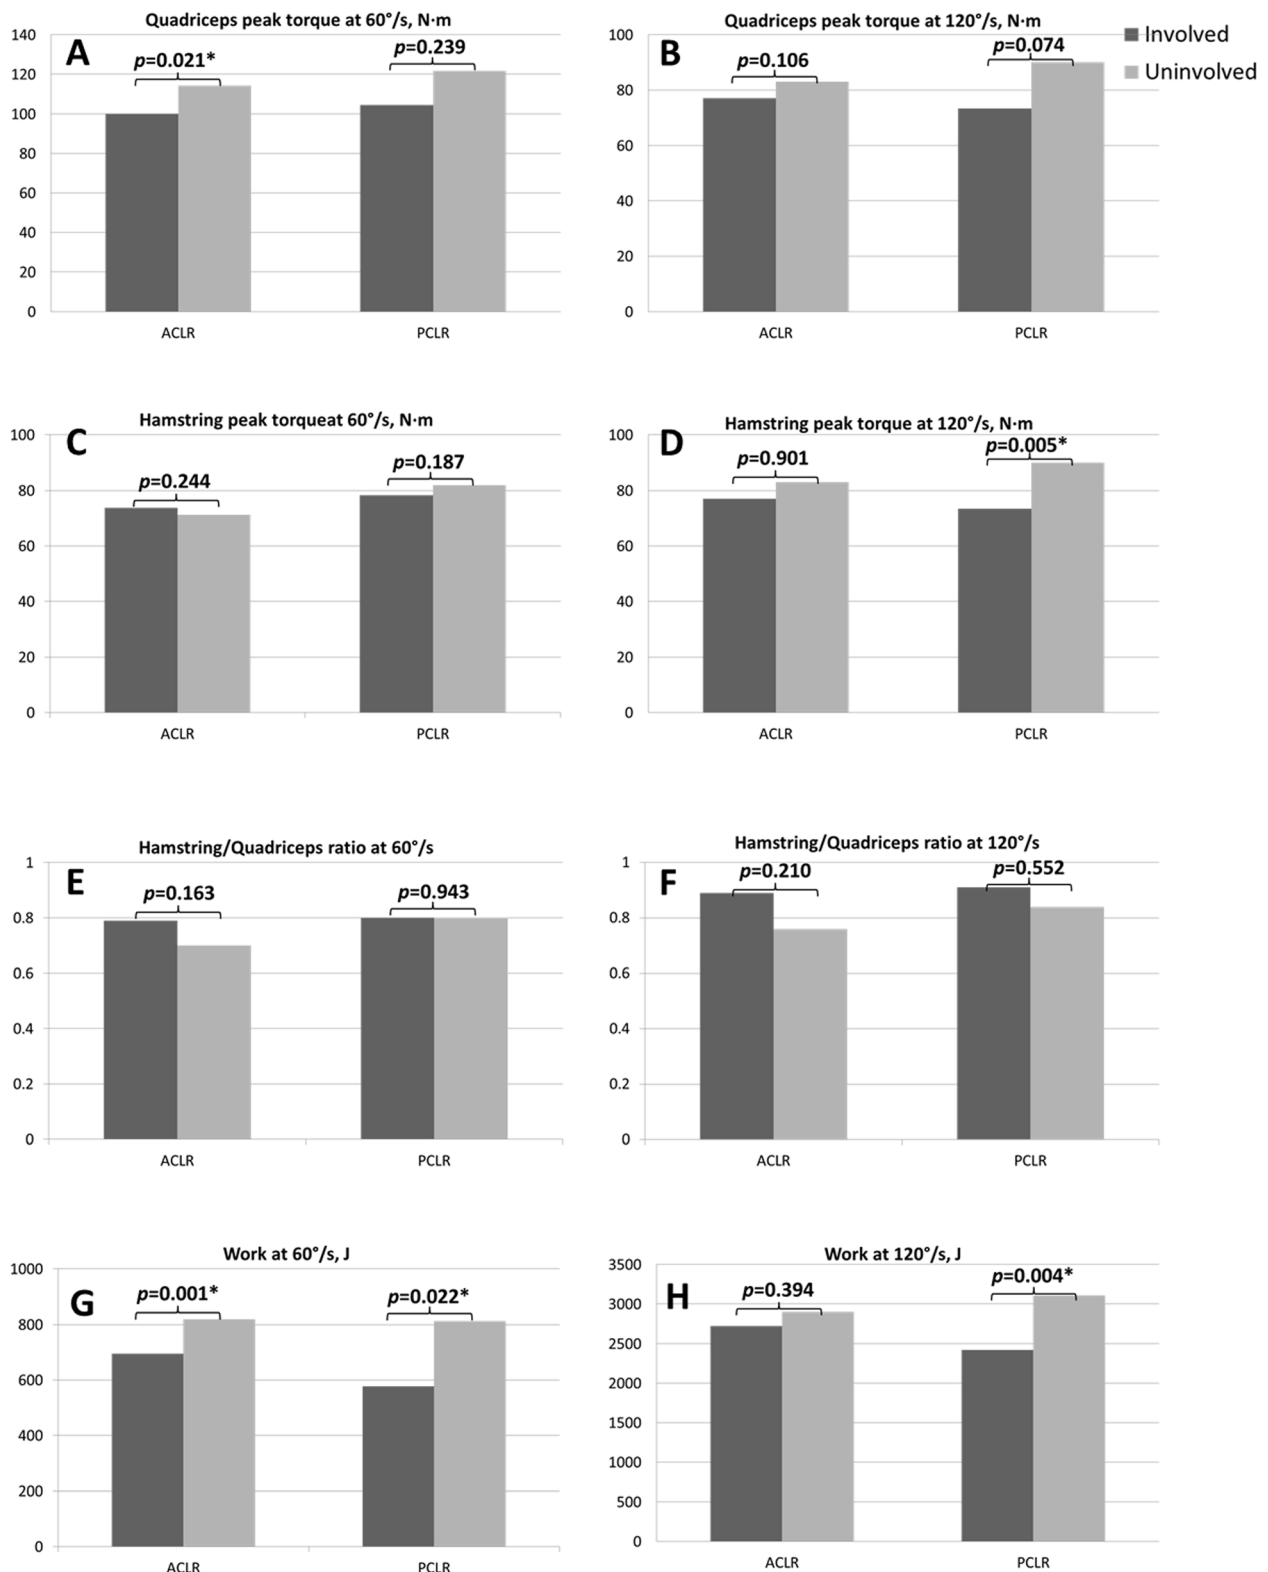 Quadriceps peak torque at 60°/s, N·m
A
p=0.021*
p=0.239
140
120
100
80
60
40
20
0
ACLR
PCLR
Quadriceps peak torque at 120°/s, N·m
B
p=0.106
p=0.074
100
80
60
40
20
0
ACLR
PCLR
Involved
Uninvolved
Hamstring peak torqueat 60°/s, N·m
C
p=0.244
p=0.187
100
80
60
40
20
0
ACLR
PCLR
Hamstring peak torque at 120°/s, N·m
D
p=0.901
p=0.005*
100
80
60
40
20
0
ACLR
PCLR
Hamstring/Quadriceps ratio at 60°/s
E
p=0.163
p=0.943
1
0.8
0.6
0.4
0.2
0
ACLR
PCLR
Hamstring/Quadriceps ratio at 120°/s
F
p=0.210
p=0.552
1
0.8
0.6
0.4
0.2
0
ACLR
PCLR
Work at 60°/s, J
G
p=0.001*
p=0.022*
1000
800
600
400
200
0
ACLR
PCLR
Work at 120°/s, J
H
p=0.394
p=0.004*
3500
3000
2500
2000
1500
1000
500
0
ACLR
PCLR